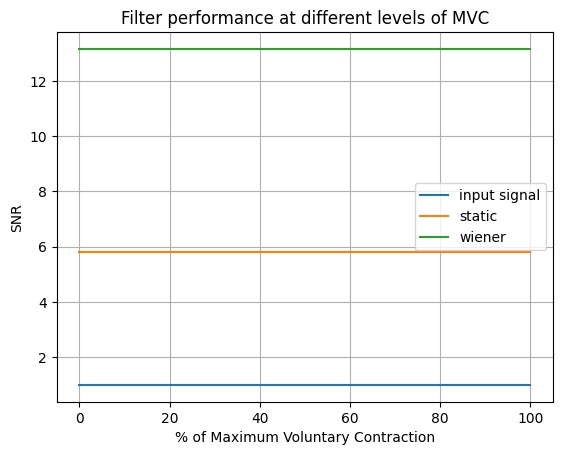 Filter performance at different levels of MVC
SNR
12
10
8
6
4
2
input signal
static
wiener
0 20 40 60 80 100
% of Maximum Voluntary Contraction